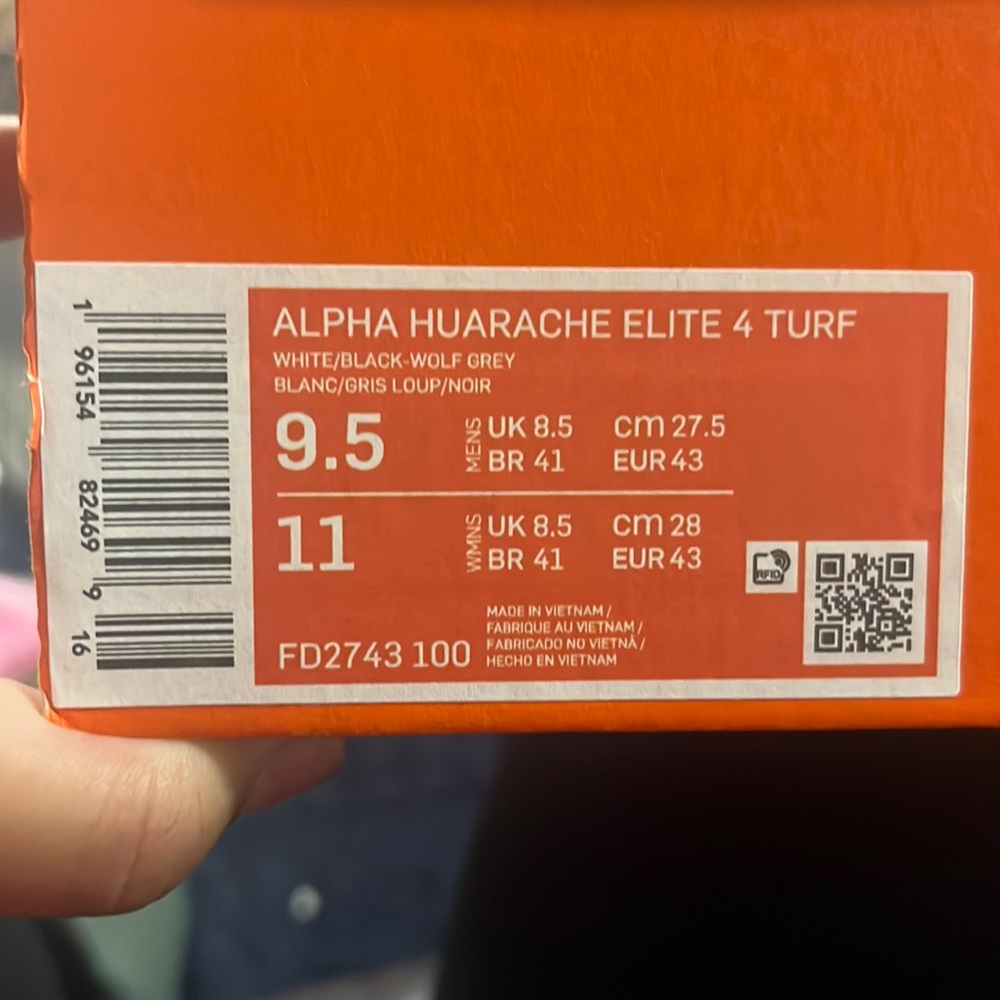 1 96154 82469 9 16
ALPHA HUARACHE ELITE 4 TURF
WHITE/BLACK-WOLF GREY
BLANC/GRIS LOUP/NOIR
9.5 MENS UK 8.5 cm 27.5
BR 41 EUR 43
11 WMNS UK 8.5 cm 28
BR 41 EUR 43
RFID
MADE IN VIETNAM /
FABRIQUE AU VIETNAM /
FABRICADO NO VIETNÃ /
HECHO EN VIETNAM
FD2743 100